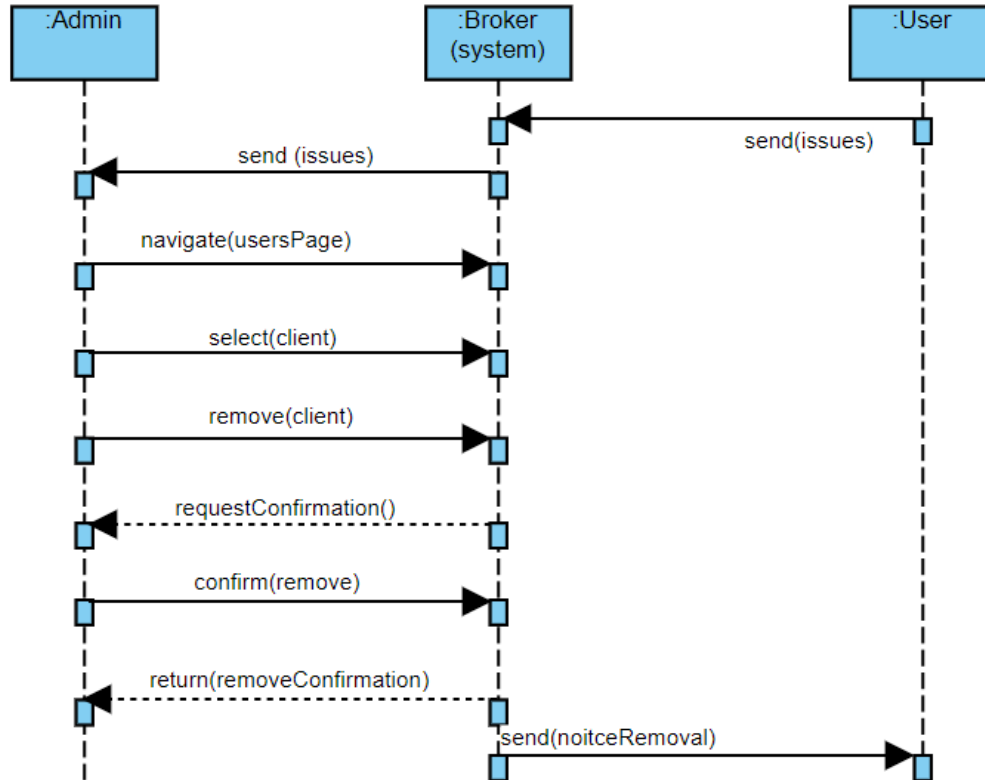 :Admin
:Broker
(system)
:User
send(issues)
send (issues)
navigate(usersPage)
select(client)
remove(client)
requestConfirmation()
confirm(remove)
return(removeConfirmation)
send(noitceRemoval)